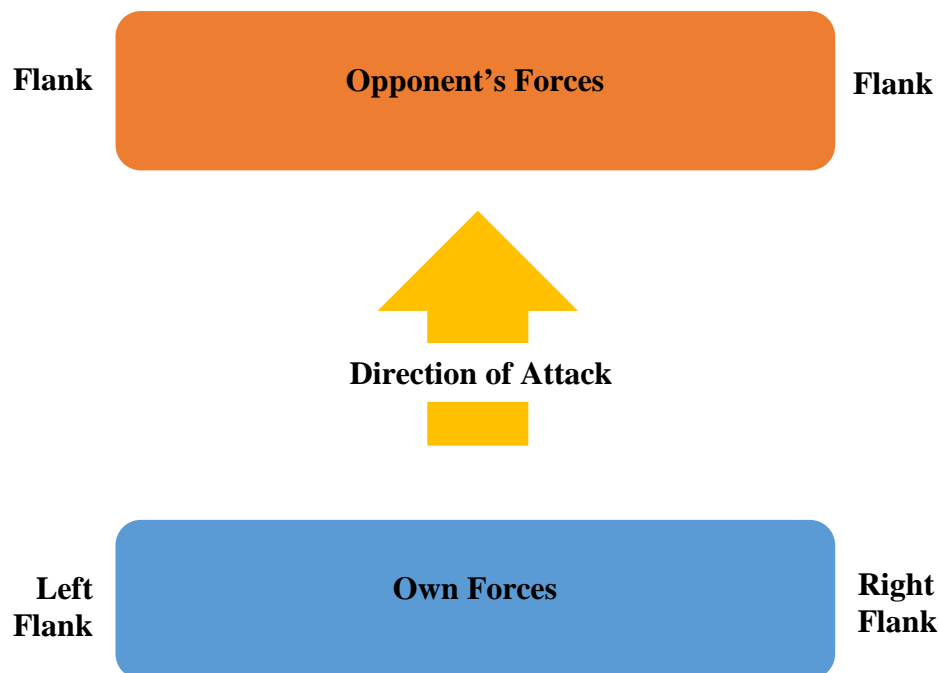 Flank
Opponent’s Forces
Flank
Direction of Attack
Left
Flank
Own Forces
Right
Flank